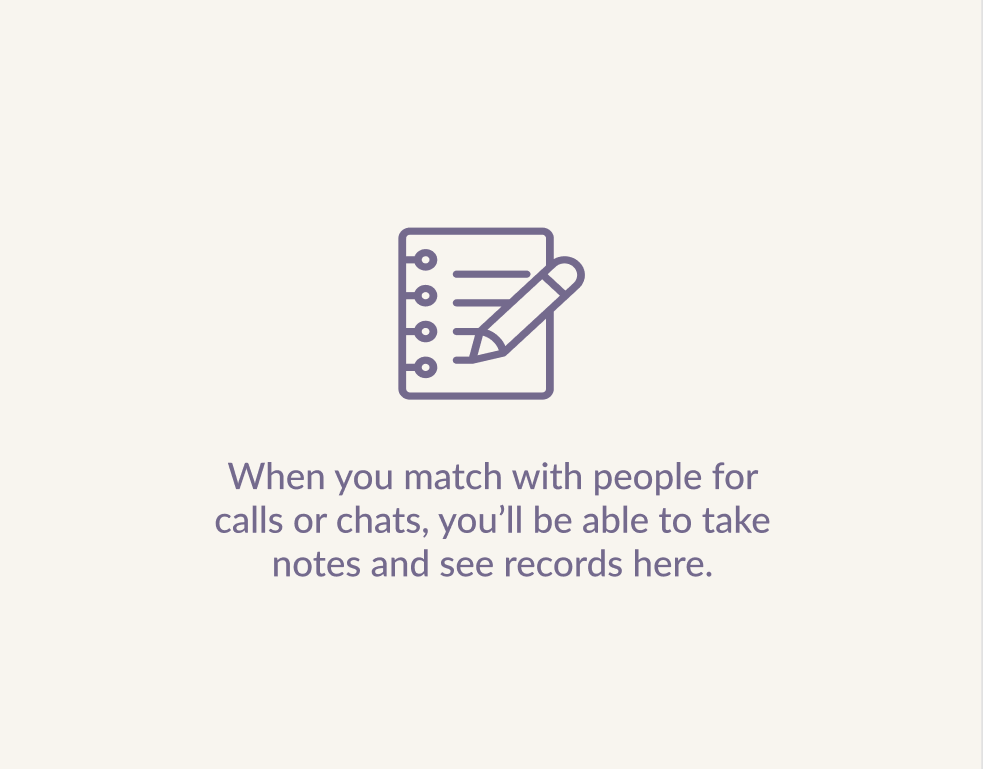 When you match with people for
calls or chats, you’ll be able to take
notes and see records here.